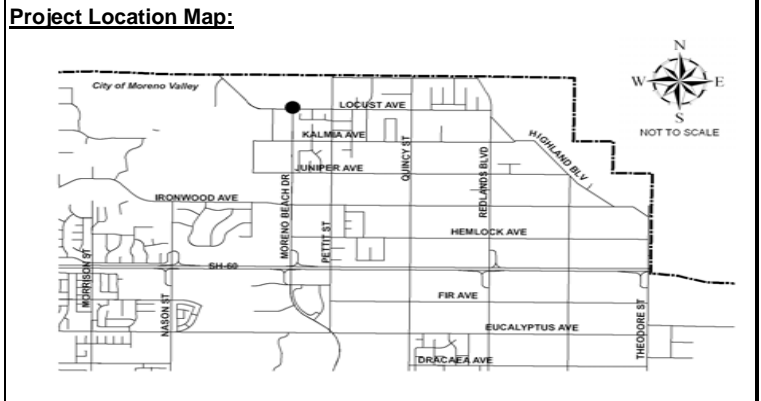 Project Location Map:
N
City of Moreno Valley
W
E
LOCUST AVE
S
KALMIA AVE
NOT TO SCALE
HIGHLAND BLV
JUNIPER AVE
QUINCY ST
REDLANDS BLVD
IRONWOOD AVE
MORENO BEACH DR
PETTIT ST
HEMLOCK AVE
MORRISON ST
SH-60
NASON ST
FIR AVE
THEODORE ST
EUCALYPTUS AVE
DRACAEA AVE